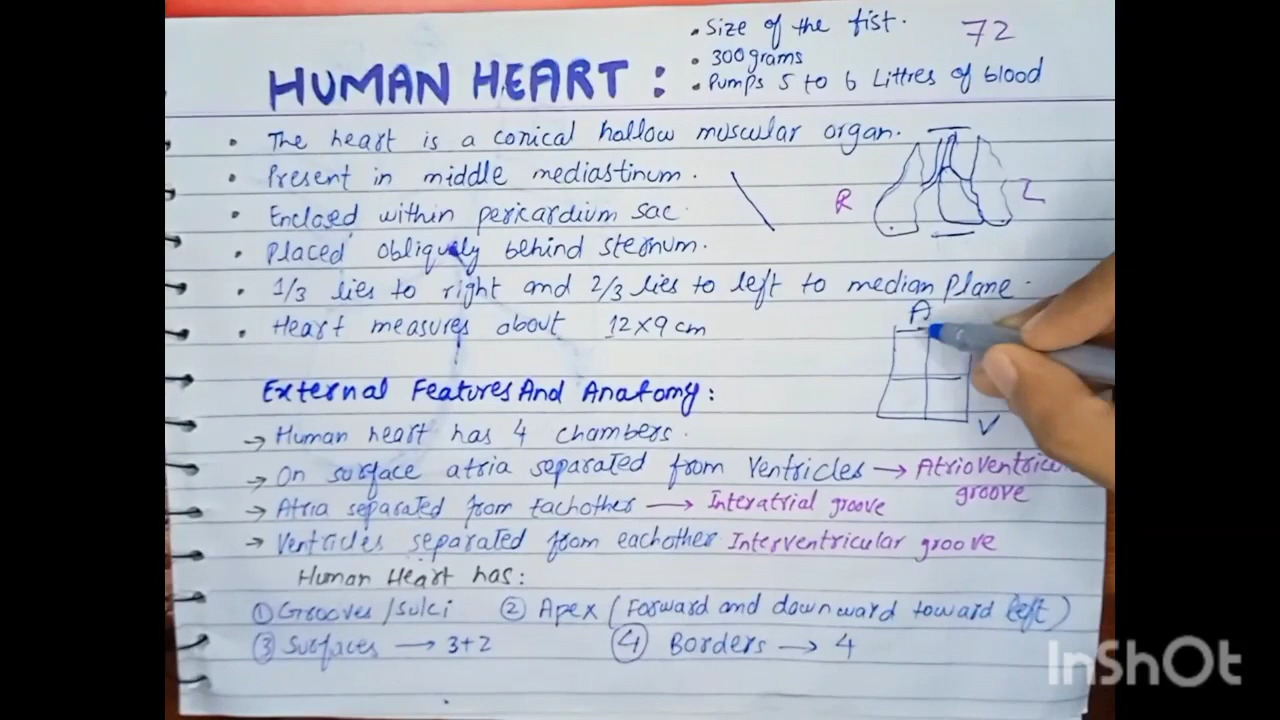 • Size of the fist.
72
• 300grams
• Pumps 5 to 6 Littres of blood
HUMAN HEART :
• The heart is a conical hollow muscular organ.
• Present in middle mediastinum.
R
L
• Enclosed within pericardium sac.
• Placed obliquely behind sternum.
• 1/3 lies to right and 2/3 lies to left to median plane.
• Heart measures about 12×9 cm
A
V
External Features And Anatomy :
→ Human heart has 4 chambers.
→ On surface atria separated from ventricles →
groove
→ Atria separated from Eachother → Interatrial groove
→ Ventricles separated from eachother Interventricular groove
Human Heart has :
① Grooves/sulci ② Apex (Forward and downward toward left)
③ Surfaces → 3+2 ④ Borders → 4
InShOt